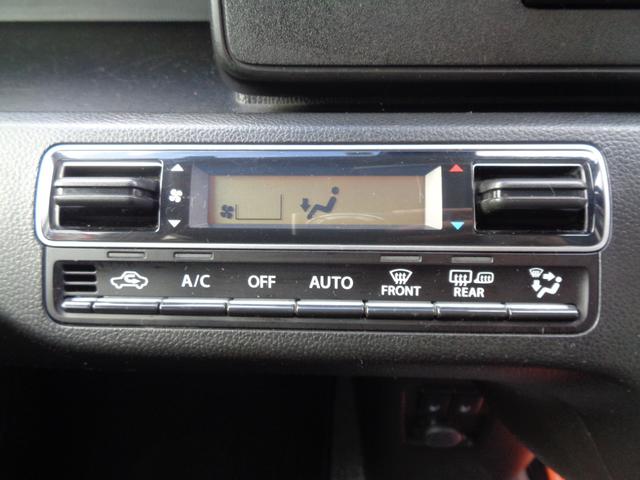 A/C OFF AUTO FRONT REAR